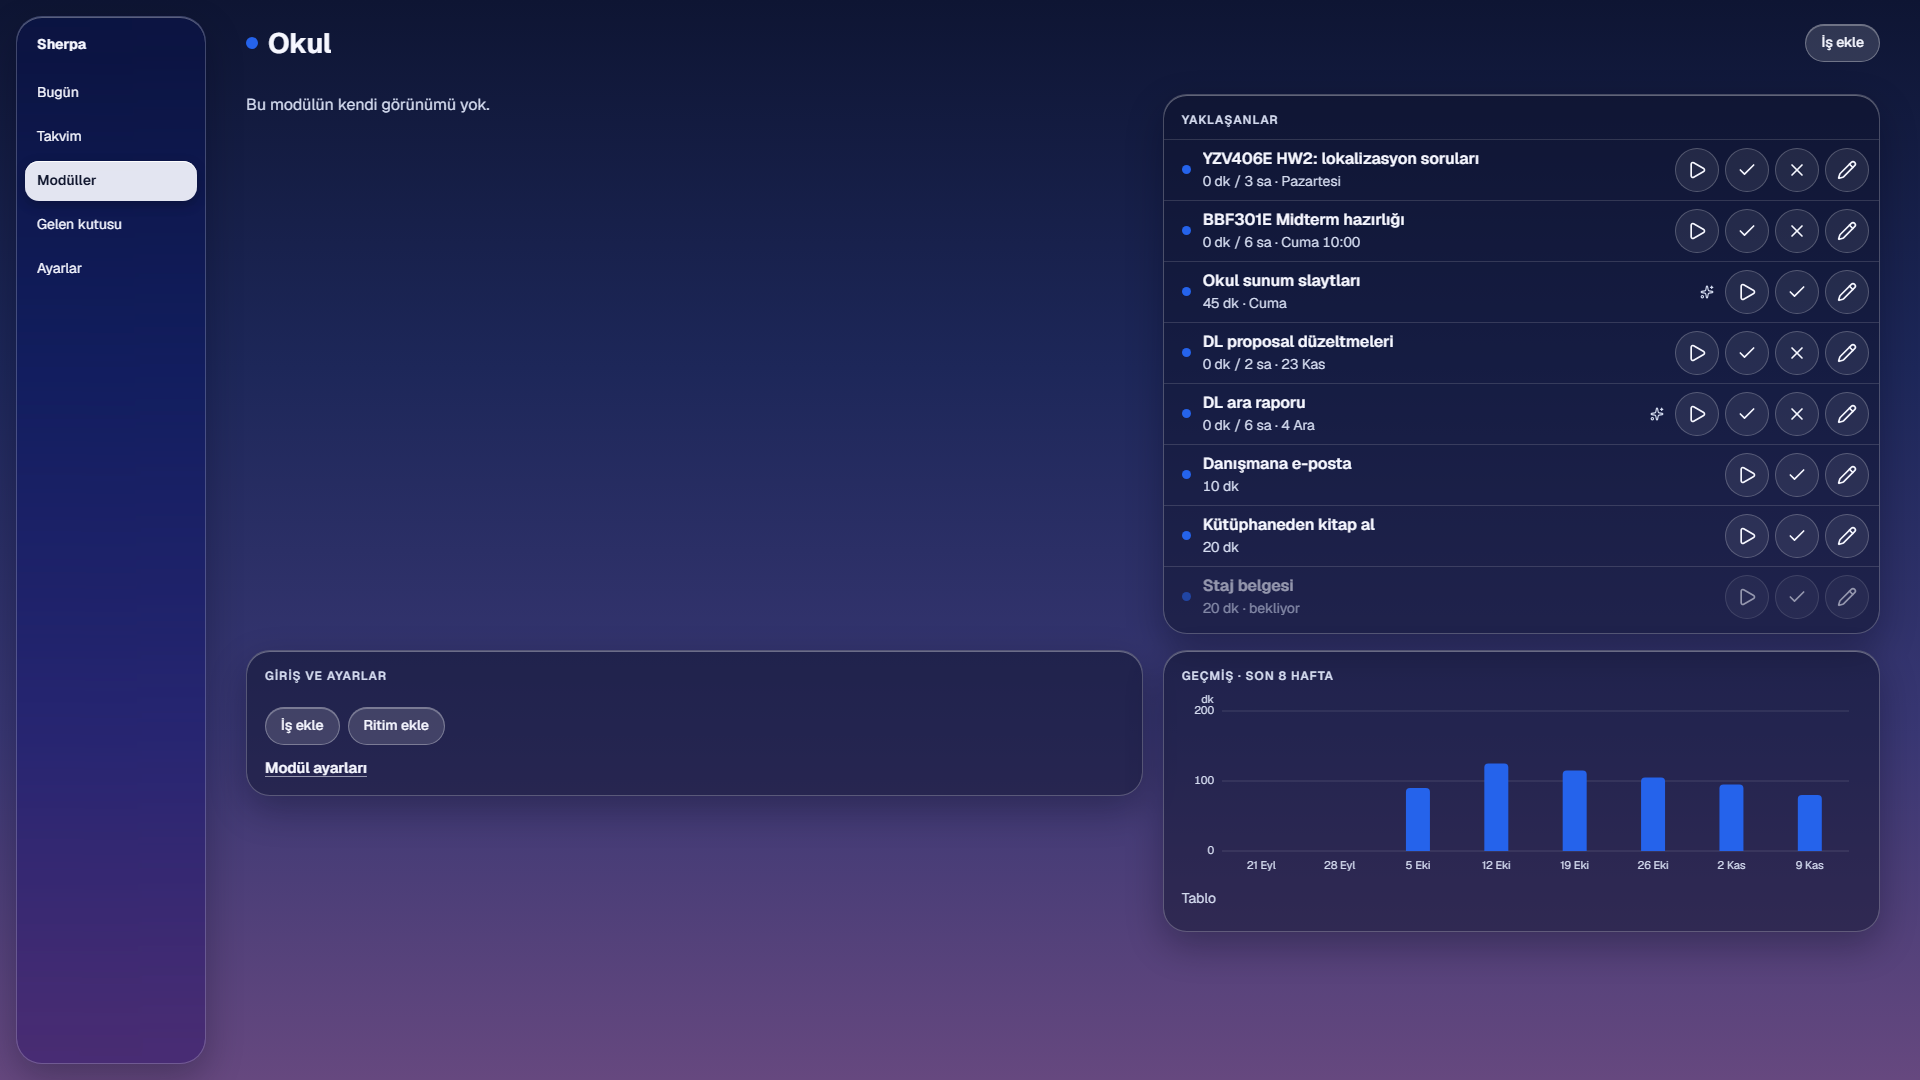 Sherpa
Bugün
Takvim
Modüller
Gelen kutusu
Ayarlar
Okul
İş ekle
Bu modülün kendi görünümü yok.
YAKLAŞANLAR
YZV406E HW2: lokalizasyon soruları
0 dk / 3 sa · Pazartesi
BBF301E Midterm hazırlığı
0 dk / 6 sa · Cuma 10:00
Okul sunum slaytları
45 dk · Cuma
DL proposal düzeltmeleri
0 dk / 2 sa · 23 Kas
DL ara raporu
0 dk / 6 sa · 4 Ara
Danışmana e-posta
10 dk
Kütüphaneden kitap al
20 dk
Staj belgesi
20 dk · bekliyor
GİRİŞ VE AYARLAR
İş ekle
Ritim ekle
Modül ayarları
GEÇMİŞ · SON 8 HAFTA
dk
200
100
0
21 Eyl
28 Eyl
5 Eki
12 Eki
19 Eki
26 Eki
2 Kas
9 Kas
Tablo